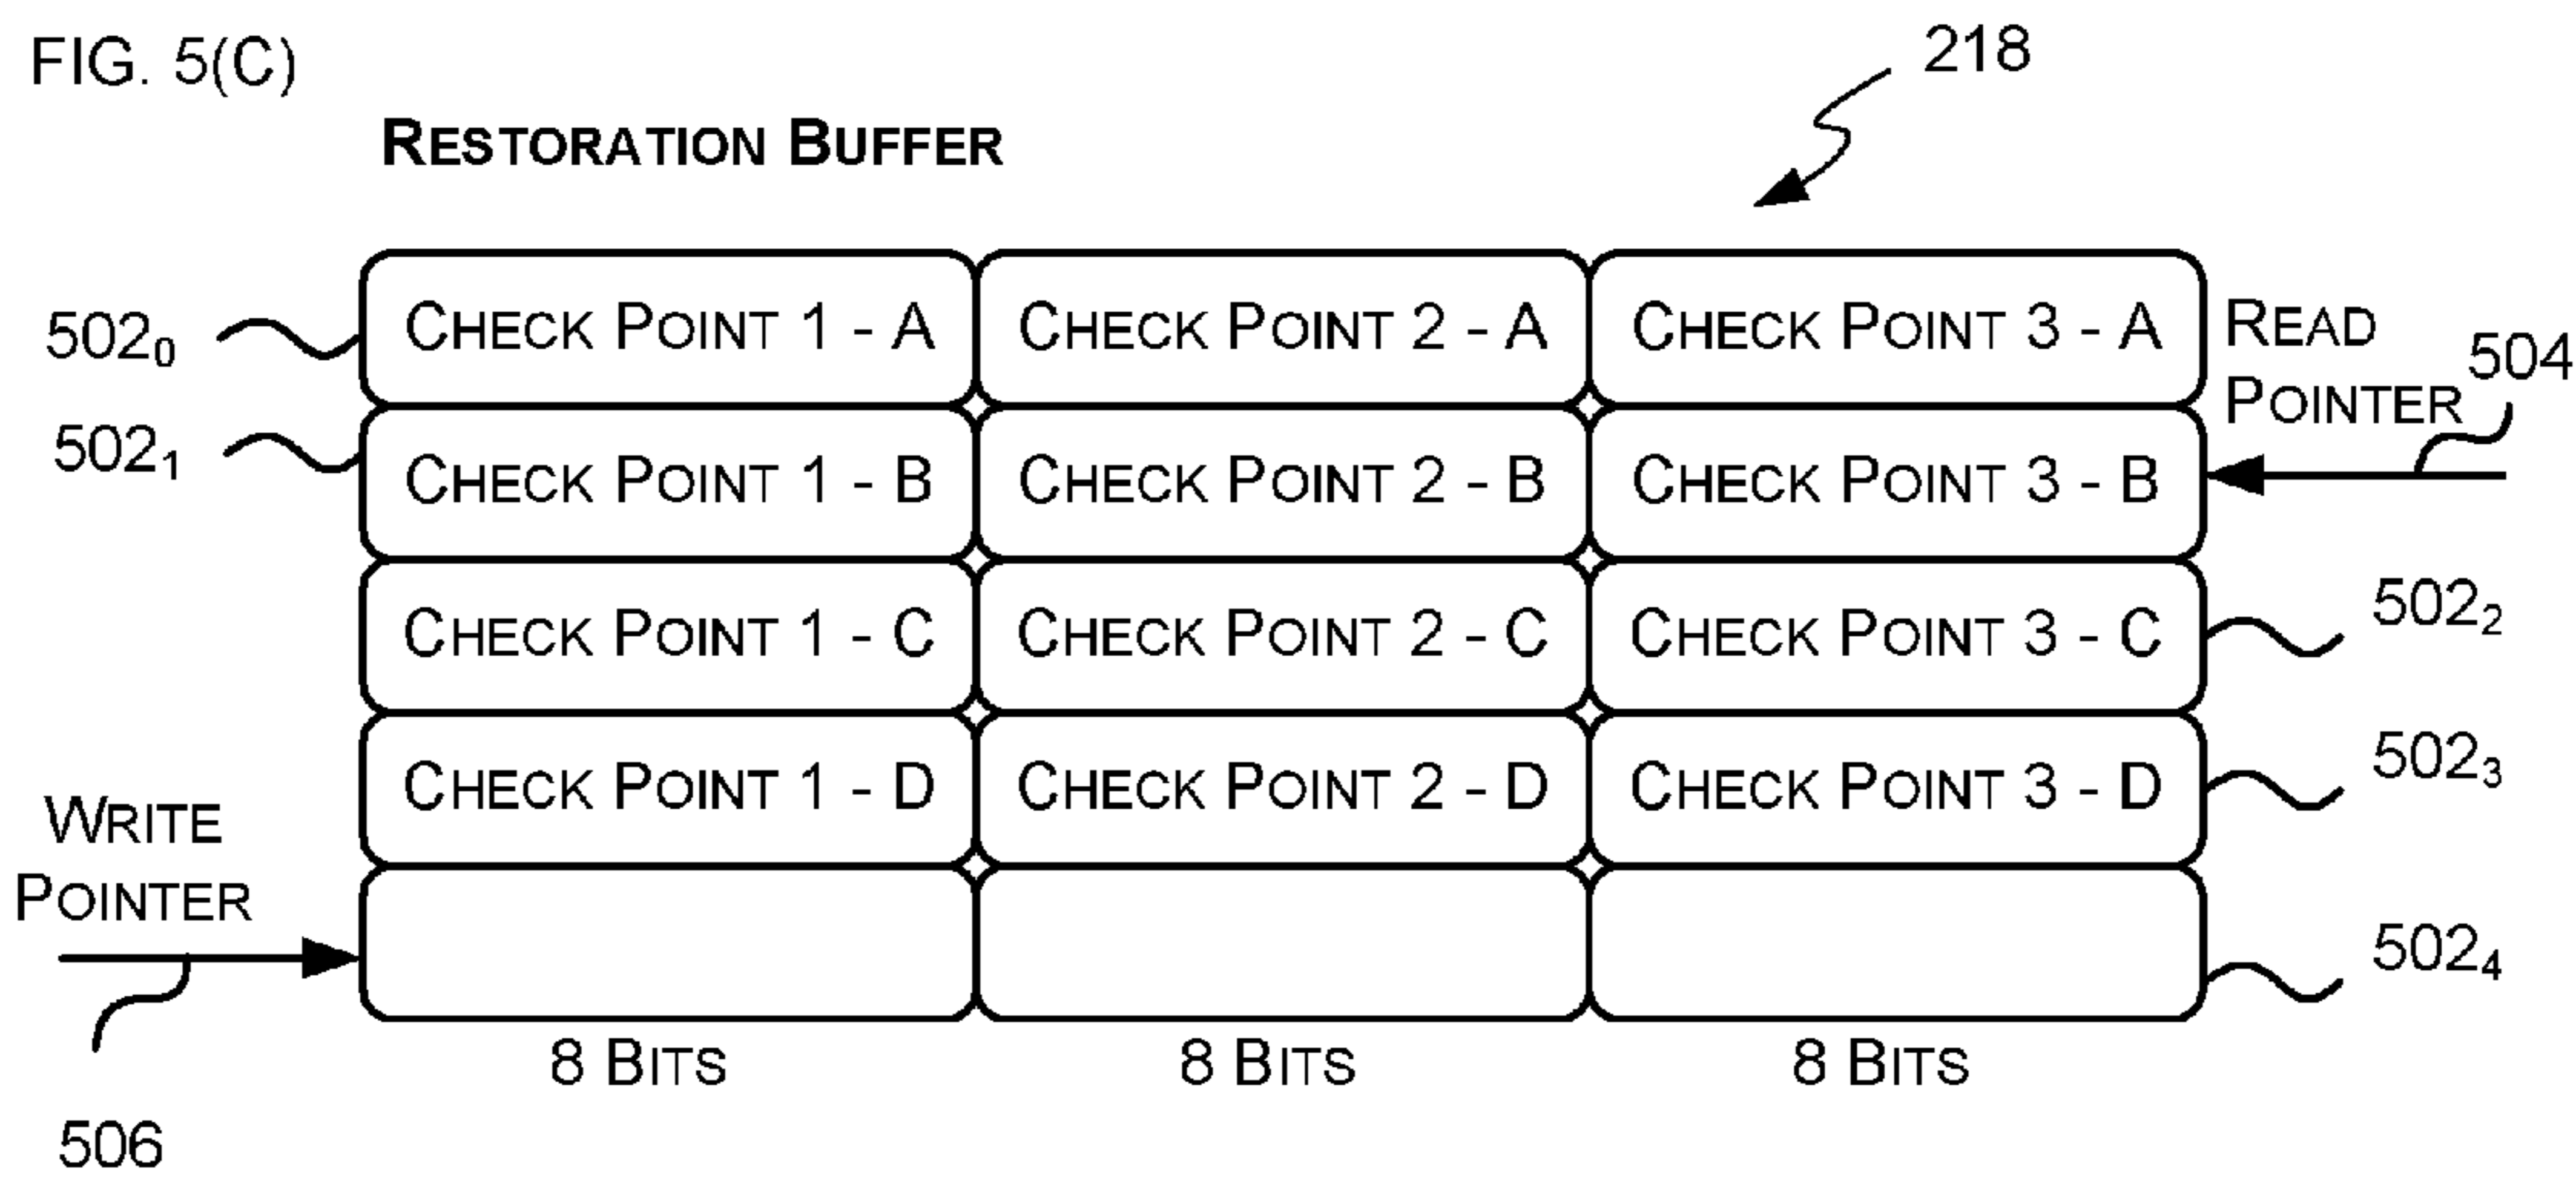 FIG. 5(C)
218
RESTORATION BUFFER
502₀ CHECK POINT 1 - A CHECK POINT 2 - A CHECK POINT 3 - A READ
POINTER 504
502₁ CHECK POINT 1 - B CHECK POINT 2 - B CHECK POINT 3 - B
CHECK POINT 1 - C CHECK POINT 2 - C CHECK POINT 3 - C 502₂
CHECK POINT 1 - D CHECK POINT 2 - D CHECK POINT 3 - D 502₃
WRITE
POINTER
502₄
8 BITS 8 BITS 8 BITS
506